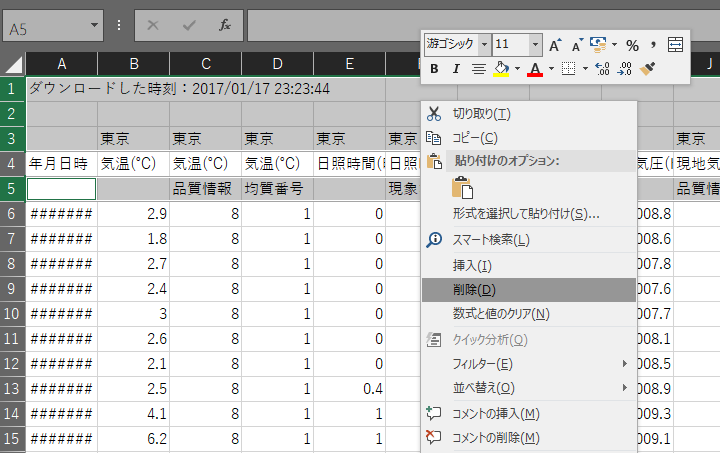 A5
fx
游ゴシック 11 A A % ,
B I A .00 .00
A B C D E J
1 ダウンロードした時刻：2017/01/17 23:23:44
2
3 東京 東京 東京 東京 東京 東京
4 年月日時 気温(℃) 気温(℃) 気温(℃) 日照時間(時 日照 気圧(h 現地気
5 品質情報 均質番号 現象 品質情
6 ####### 2.9 8 1 0 008.8
7 ####### 1.8 8 1 0 008.6
8 ####### 2.7 8 1 0 007.8
9 ####### 2.4 8 1 0 007.6
10 ####### 3 8 1 0 007.7
11 ####### 2.6 8 1 0 008.1
12 ####### 2.1 8 1 0 008.5
13 ####### 2.5 8 1 0.4 008.9
14 ####### 4.1 8 1 1 009.3
15 ####### 6.2 8 1 1 009.1
切り取り(T)
コピー(C)
貼り付けのオプション:
形式を選択して貼り付け(S)...
スマート検索(L)
挿入(I)
削除(D)
数式と値のクリア(N)
クイック分析(Q)
フィルター(E)
並べ替え(O)
コメントの挿入(M)
コメントの削除(M)